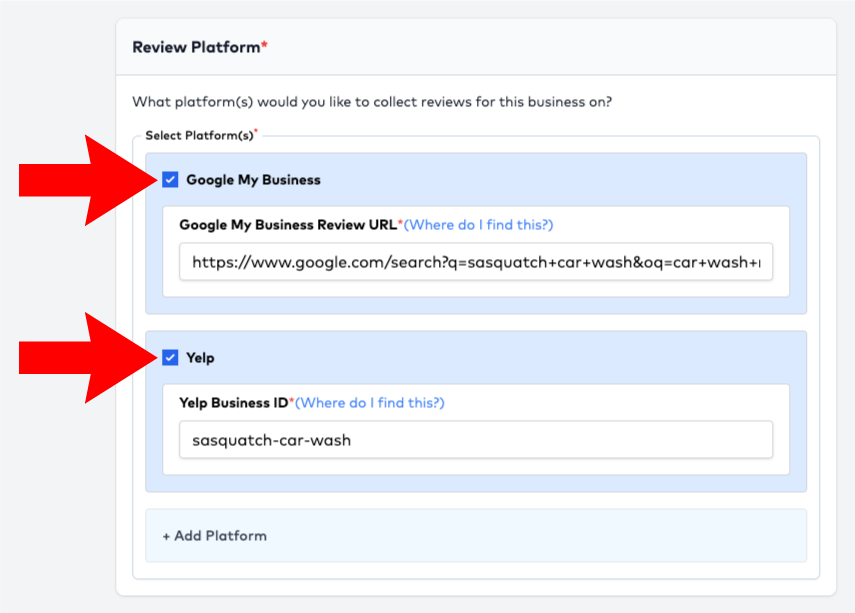 Review Platform*
What platform(s) would you like to collect reviews for this business on?
Select Platform(s)*
Google My Business
Google My Business Review URL*(Where do I find this?)
https://www.google.com/search?q=sasquatch+car+wash&oq=car+wash+
Yelp
Yelp Business ID*(Where do I find this?)
sasquatch-car-wash
+ Add Platform